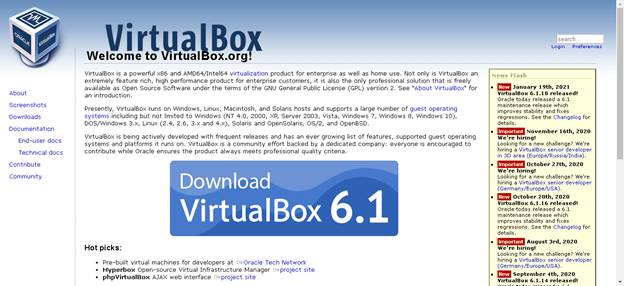 ORACLE
VirtualBox
VirtualBox
search...
Login Preferences
Welcome to VirtualBox.org!
About
Screenshots
Downloads
Documentation
End-user docs
Technical docs
Contribute
Community
VirtualBox is a powerful x86 and AMD64/Intel64 virtualization product for enterprise as well as home use. Not only is VirtualBox an
extremely feature rich, high performance product for enterprise customers, it is also the only professional solution that is freely
available as Open Source Software under the terms of the GNU General Public License (GPL) version 2. See "About VirtualBox" for
an introduction.
Presently, VirtualBox runs on Windows, Linux, Macintosh, and Solaris hosts and supports a large number of guest operating
systems including but not limited to Windows (NT 4.0, 2000, XP, Server 2003, Vista, Windows 7, Windows 8, Windows 10),
DOS/Windows 3.x, Linux (2.4, 2.6, 3.x and 4.x), Solaris and OpenSolaris, OS/2, and OpenBSD.
VirtualBox is being actively developed with frequent releases and has an ever growing list of features, supported guest operating
systems and platforms it runs on. VirtualBox is a community effort backed by a dedicated company: everyone is encouraged to
contribute while Oracle ensures the product always meets professional quality criteria.
Download
VirtualBox 6.1
Hot picks:
• Pre-built virtual machines for developers at Oracle Tech Network
• Hyperbox Open-source Virtual Infrastructure Manager project site
• phpVirtualBox AJAX web interface project site
News Flash
• New January 19th, 2021
VirtualBox 6.1.18 released!
Oracle today released a 6.1
maintenance release which
improves stability and fixes
regressions. See the Changelog for
details.
• Important November 16th, 2020
We're hiring!
Looking for a new challenge? We're
hiring a VirtualBox senior developer
in 3D area (Europe/Russia/India).
• Important October 27th, 2020
We're hiring!
Looking for a new challenge? We're
hiring a VirtualBox senior developer
(Germany/Europe/USA).
• New October 20th, 2020
VirtualBox 6.1.16 released!
Oracle today released a 6.1
maintenance release which
improves stability and fixes
regressions. See the Changelog for
details.
• Important August 3rd, 2020
We're hiring!
Looking for a new challenge? We're
hiring a VirtualBox senior developer
(Germany/Europe/USA).
• New September 4th, 2020
VirtualBox 6.1.14 released!
Oracle today released a 6.1